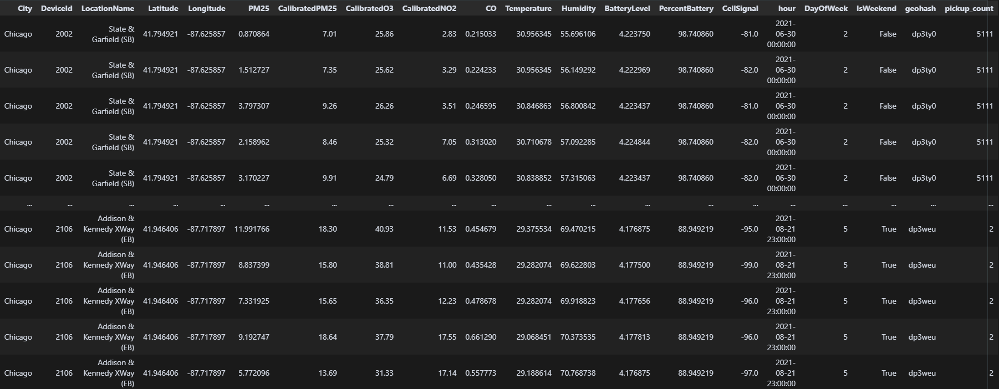 City DeviceId LocationName Latitude Longitude PM25 CalibratedPM25 CalibratedO3 CalibratedNO2 CO Temperature Humidity BatteryLevel PercentBattery CellSignal hour DayOfWeek IsWeekend geohash pickup_count
Chicago 2002 State & Garfield (SB) 41.794921 -87.625857 0.870864 7.01 25.86 2.83 0.215033 30.956345 55.696106 4.223750 98.740860 -81.0 2021-06-30 00:00:00 2 False dp3ty0 5111
Chicago 2002 State & Garfield (SB) 41.794921 -87.625857 1.512727 7.35 25.62 3.29 0.224233 30.956345 56.149292 4.222969 98.740860 -82.0 2021-06-30 00:00:00 2 False dp3ty0 5111
Chicago 2002 State & Garfield (SB) 41.794921 -87.625857 3.797307 9.26 26.26 3.51 0.246595 30.846863 56.800842 4.223437 98.740860 -81.0 2021-06-30 00:00:00 2 False dp3ty0 5111
Chicago 2002 State & Garfield (SB) 41.794921 -87.625857 2.158962 8.46 25.32 7.05 0.313020 30.710678 57.092285 4.224844 98.740860 -82.0 2021-06-30 00:00:00 2 False dp3ty0 5111
Chicago 2002 State & Garfield (SB) 41.794921 -87.625857 3.170227 9.91 24.79 6.69 0.328050 30.838852 57.315063 4.223437 98.740860 -82.0 2021-06-30 00:00:00 2 False dp3ty0 5111
... ... ... ... ... ... ... ... ... ... ... ... ... ... ... ... ... ... ... ...
Chicago 2106 Addison & Kennedy XWay (EB) 41.946406 -87.717897 11.991766 18.30 40.93 11.53 0.454679 29.375534 69.470215 4.176875 88.949219 -95.0 2021-08-21 23:00:00 5 True dp3weu 2
Chicago 2106 Addison & Kennedy XWay (EB) 41.946406 -87.717897 8.837399 15.80 38.81 11.00 0.435428 29.282074 69.622803 4.177500 88.949219 -99.0 2021-08-21 23:00:00 5 True dp3weu 2
Chicago 2106 Addison & Kennedy XWay (EB) 41.946406 -87.717897 7.331925 15.65 36.35 12.23 0.478678 29.282074 69.918823 4.177656 88.949219 -96.0 2021-08-21 23:00:00 5 True dp3weu 2
Chicago 2106 Addison & Kennedy XWay (EB) 41.946406 -87.717897 9.192747 18.64 37.79 17.55 0.661290 29.068451 70.373535 4.177813 88.949219 -96.0 2021-08-21 23:00:00 5 True dp3weu 2
Chicago 2106 Addison & Kennedy XWay (EB) 41.946406 -87.717897 5.772096 13.69 31.33 17.14 0.557773 29.188614 70.768738 4.176875 88.949219 -97.0 2021-08-21 23:00:00 5 True dp3weu 2